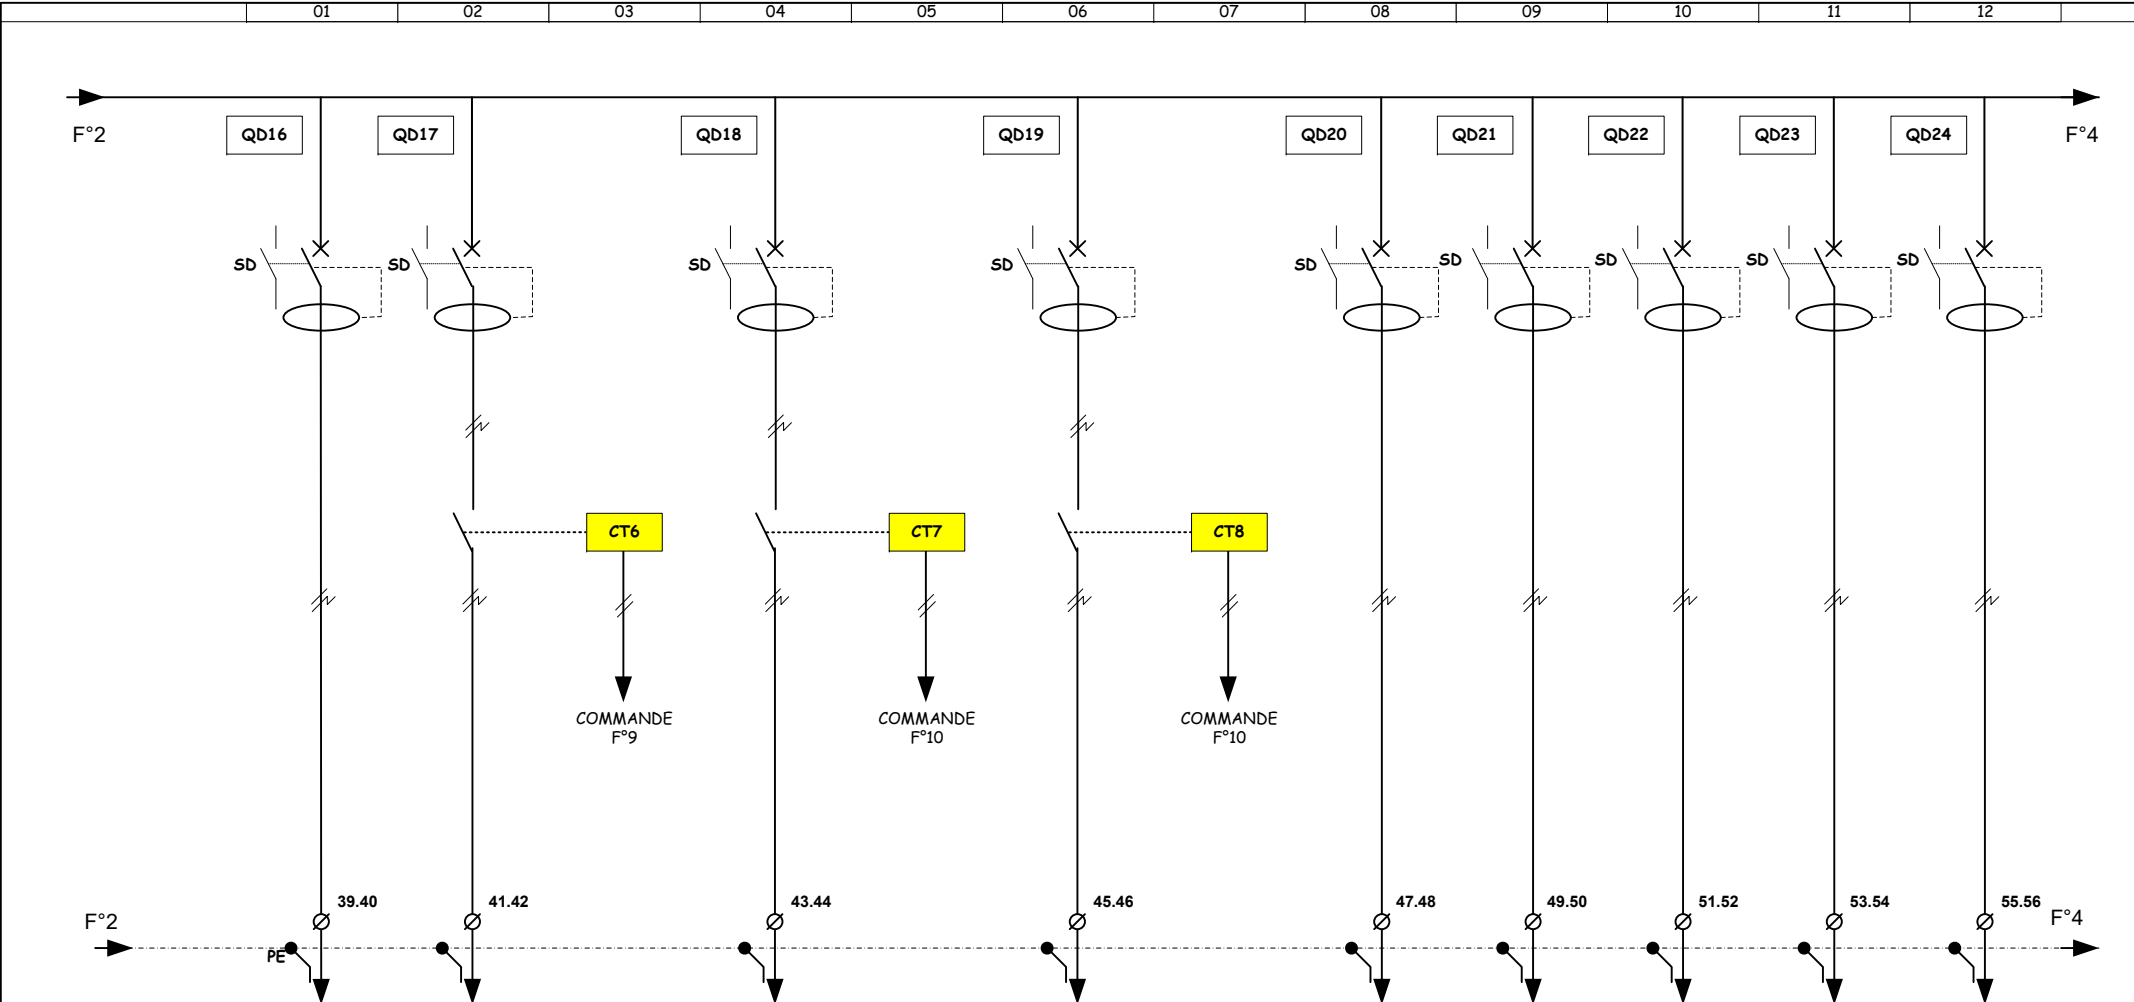 01 02 03 04 05 06 07 08 09 10 11 12
F°2 QD16 QD17 QD18 QD19 QD20 QD21 QD22 QD23 QD24 F°4
SD SD SD SD SD SD SD SD SD
CT6 CT7 CT8
COMMANDE COMMANDE COMMANDE
F°9 F°10 F°10
39.40 41.42 43.44 45.46 47.48 49.50 51.52 53.54 55.56
F°2 F°4
PE